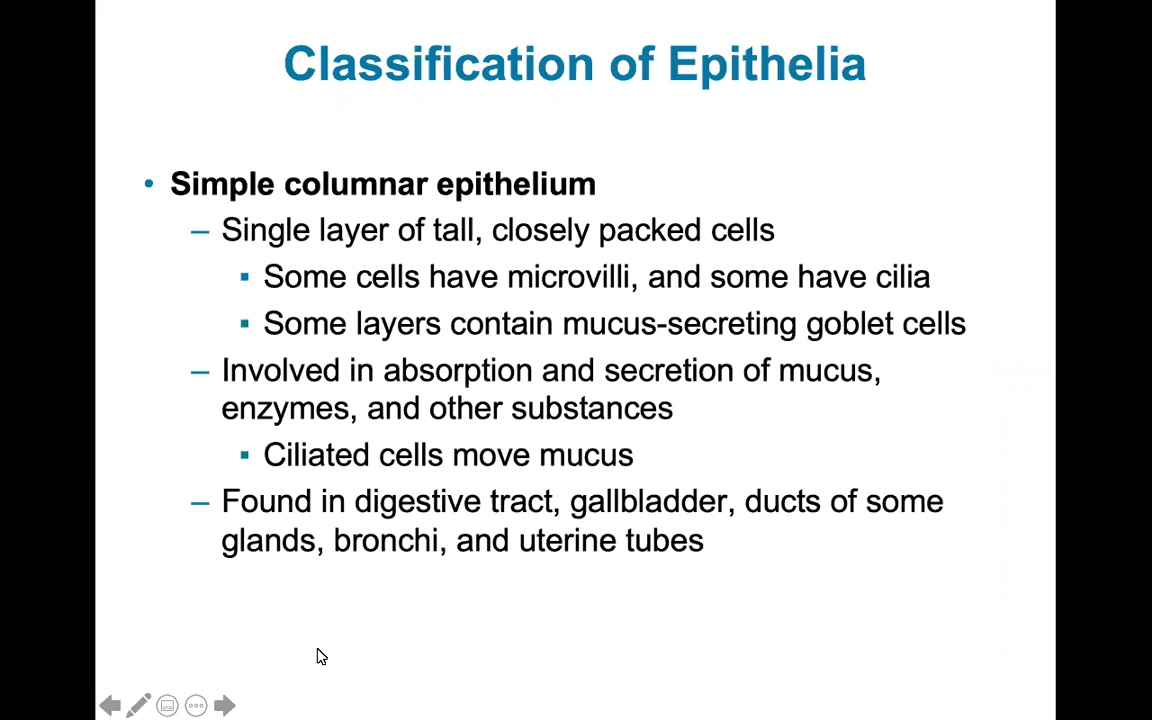 Classification of Epithelia
• Simple columnar epithelium
– Single layer of tall, closely packed cells
▪ Some cells have microvilli, and some have cilia
▪ Some layers contain mucus-secreting goblet cells
– Involved in absorption and secretion of mucus,
enzymes, and other substances
▪ Ciliated cells move mucus
– Found in digestive tract, gallbladder, ducts of some
glands, bronchi, and uterine tubes